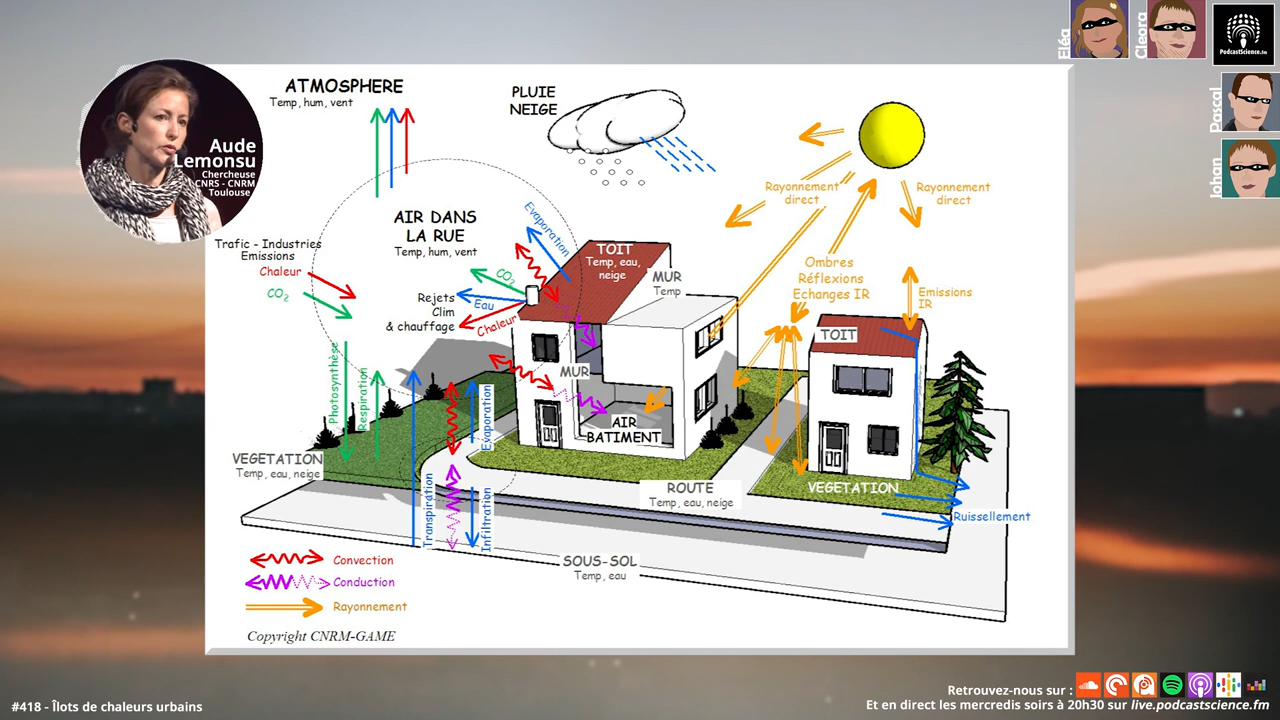 Eléa
Cleora
PodcastScience.fm
Pascal
Johan
Aude
Lemonsu
Chercheuse
CNRS - CNRM
Toulouse
ATMOSPHERE
Temp, hum, vent
PLUIE
NEIGE
Rayonnement
direct
Rayonnement
direct
AIR DANS
LA RUE
Temp, hum, vent
Evaporation
TOIT
Temp, eau,
neige
MUR
Temp
Trafic - Industries
Emissions
Chaleur
CO2
CO2
Rejets
Clim
& chauffage
Eau
Chaleur
Ombres
Réflexions
Echanges IR
Emissions
IR
TOIT
MUR
AIR
BATIMENT
Photosynthèse
Respiration
Evaporation
VEGETATION
Temp, eau, neige
Transpiration
Infiltration
ROUTE
Temp, eau, neige
VEGETATION
Ruissellement
SOUS-SOL
Temp, eau
Convection
Conduction
Rayonnement
Copyright CNRM-GAME
Retrouvez-nous sur :
#418 - Îlots de chaleurs urbains
Et en direct les mercredis soirs à 20h30 sur live.podcastscience.fm